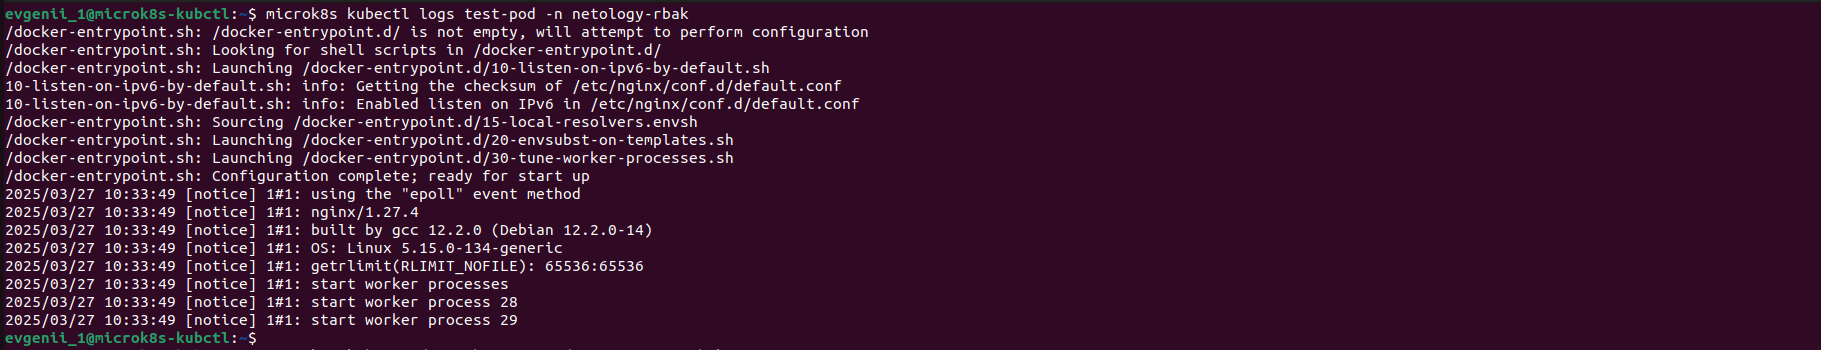 evgenii_1@microk8s-kubctl:~$ microk8s kubectl logs test-pod -n netology-rbak
/docker-entrypoint.sh: /docker-entrypoint.d/ is not empty, will attempt to perform configuration
/docker-entrypoint.sh: Looking for shell scripts in /docker-entrypoint.d/
/docker-entrypoint.sh: Launching /docker-entrypoint.d/10-listen-on-ipv6-by-default.sh
10-listen-on-ipv6-by-default.sh: info: Getting the checksum of /etc/nginx/conf.d/default.conf
10-listen-on-ipv6-by-default.sh: info: Enabled listen on IPv6 in /etc/nginx/conf.d/default.conf
/docker-entrypoint.sh: Sourcing /docker-entrypoint.d/15-local-resolvers.envsh
/docker-entrypoint.sh: Launching /docker-entrypoint.d/20-envsubst-on-templates.sh
/docker-entrypoint.sh: Launching /docker-entrypoint.d/30-tune-worker-processes.sh
/docker-entrypoint.sh: Configuration complete; ready for start up
2025/03/27 10:33:49 [notice] 1#1: using the "epoll" event method
2025/03/27 10:33:49 [notice] 1#1: nginx/1.27.4
2025/03/27 10:33:49 [notice] 1#1: built by gcc 12.2.0 (Debian 12.2.0-14)
2025/03/27 10:33:49 [notice] 1#1: OS: Linux 5.15.0-134-generic
2025/03/27 10:33:49 [notice] 1#1: getrlimit(RLIMIT_NOFILE): 65536:65536
2025/03/27 10:33:49 [notice] 1#1: start worker processes
2025/03/27 10:33:49 [notice] 1#1: start worker process 28
2025/03/27 10:33:49 [notice] 1#1: start worker process 29
evgenii_1@microk8s-kubctl:~$